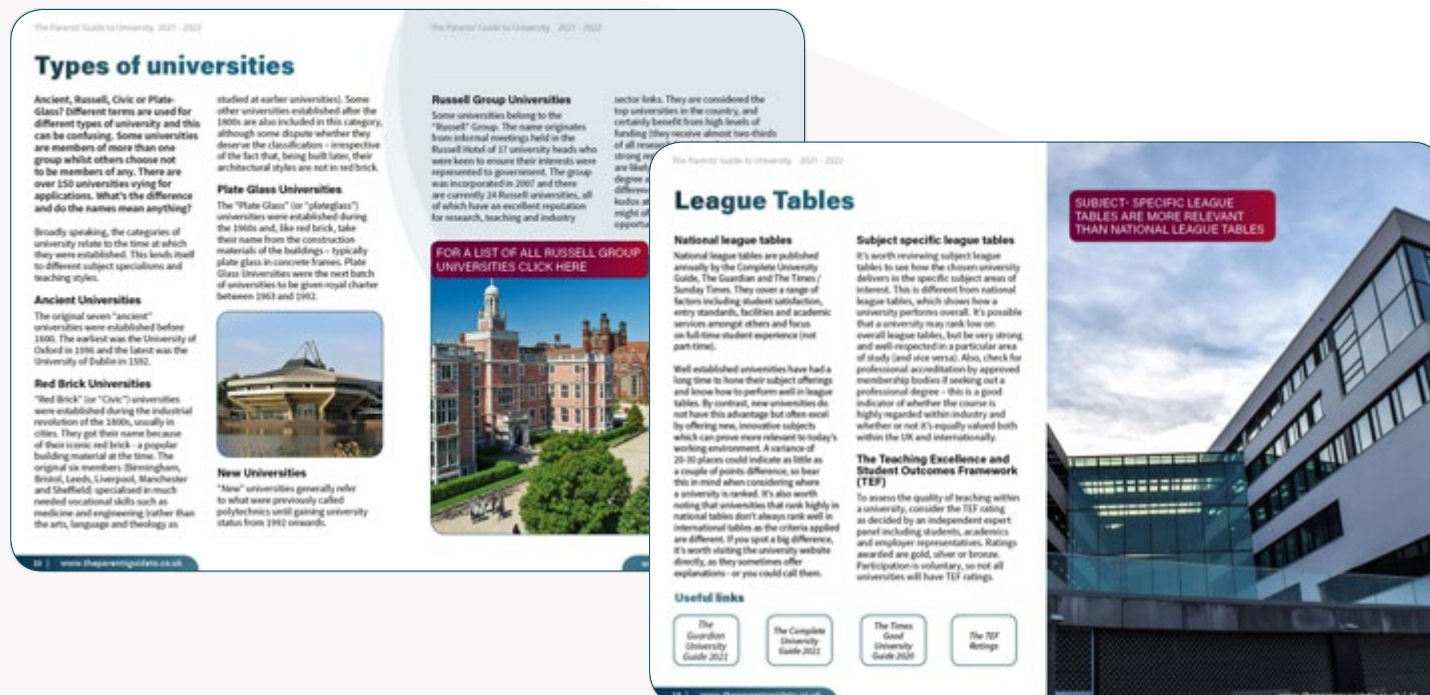 The Parents' Guide to University 2021 - 2022
Types of universities
Ancient, Russell, Civic or Plate-
Glass? Different terms are used for
different types of university and this
can be confusing. Some universities
are members of more than one
group whilst others choose not
to be members of any. There are
over 150 universities vying for
applications. What's the difference
and do the names mean anything?
Broadly speaking, the categories of
university relate to the time at which
they were established. This lends itself
to different subject specialisms and
teaching styles.
Ancient Universities
The original seven "ancient"
universities were established before
1600. The earliest was the University of
Oxford in 1096 and the latest was the
University of Dublin in 1592.
Red Brick Universities
"Red Brick" (or "Civic") universities
were established during the industrial
revolution of the 1800s, usually in
cities. They got their name because
of their iconic red brick - a popular
building material at the time. The
original six members (Birmingham,
Bristol, Leeds, Liverpool, Manchester
and Sheffield) specialised in much
needed vocational skills such as
medicine and engineering (rather than
the arts, language and theology as
studied at earlier universities). Some
other universities established after the
1800s are also included in this category,
although some dispute whether they
deserve the classification – irrespective
of the fact that, being built later, their
architectural styles are not in red brick.
Plate Glass Universities
The "Plate Glass" (or "plateglass")
universities were established during
the 1960s and, like red brick, take
their name from the construction
materials of the buildings – typically
plate glass in concrete frames. Plate
Glass Universities were the next batch
of universities to be given royal charter
between 1963 and 1992.
New Universities
"New" universities generally refer
to what were previously called
polytechnics until gaining university
status from 1992 onwards.
10 | www.theparentsguideto.co.uk
The Parents' Guide to University 2021 - 2022
Russell Group Universities
Some universities belong to the
"Russell" Group. The name originates
from informal meetings held in the
Russell Hotel of 17 university heads who
were keen to ensure their interests were
represented to government. The group
was incorporated in 2007 and there
are currently 24 Russell universities, all
of which have an excellent reputation
for research, teaching and industry
sector links. They are considered the
top universities in the country, and
certainly benefit from high levels of
funding (they receive almost two-thirds
of all
strong
are
degree
kudos
might of
FOR A LIST OF ALL RUSSELL GROUP
UNIVERSITIES CLICK HERE
The Parents' Guide to University 2021 - 2022
League Tables
National league tables
National league tables are published
annually by the Complete University
Guide, The Guardian and The Times /
Sunday Times. They cover a range of
factors including student satisfaction,
entry standards, facilities and academic
services amongst others and focus
on full-time student experience (not
part-time).
Well established universities have had a
long time to hone their subject offerings
and know how to perform well in league
tables. By contrast, new universities do
not have this advantage but often excel
by offering new, innovative subjects
which can prove more relevant to today's
working environment. A variance of
20-30 places could indicate as little as
a couple of points difference, so bear
this in mind when considering where
a university is ranked. It's also worth
noting that universities that rank highly in
national tables don't always rank well in
international tables as the criteria applied
are different. If you spot a big difference,
it's worth visiting the university website
directly, as they sometimes offer
explanations - or you could call them.
Subject specific league tables
It's worth reviewing subject league
tables to see how the chosen university
delivers in the specific subject areas of
interest. This is different from national
league tables, which shows how a
university performs overall. It's possible
that a university may rank low on
overall league tables, but be very strong
and well-respected in a particular area
of study (and vice versa). Also, check for
professional accreditation by approved
membership bodies if seeking out a
professional degree – this is a good
indicator of whether the course is
highly regarded within industry and
whether or not it's equally valued both
within the UK and internationally.
The Teaching Excellence and
Student Outcomes Framework
(TEF)
To assess the quality of teaching within
a university, consider the TEF rating
as decided by an independent expert
panel including students, academics
and employer representatives. Ratings
awarded are gold, silver or bronze.
Participation is voluntary, so not all
universities will have TEF ratings.
Useful links
The
Guardian
University
Guide 2021
The Complete
University
Guide 2021
The Times
Good
University
Guide 2020
The TEF
Ratings
SUBJECT- SPECIFIC LEAGUE
TABLES ARE MORE RELEVANT
THAN NATIONAL LEAGUE TABLES